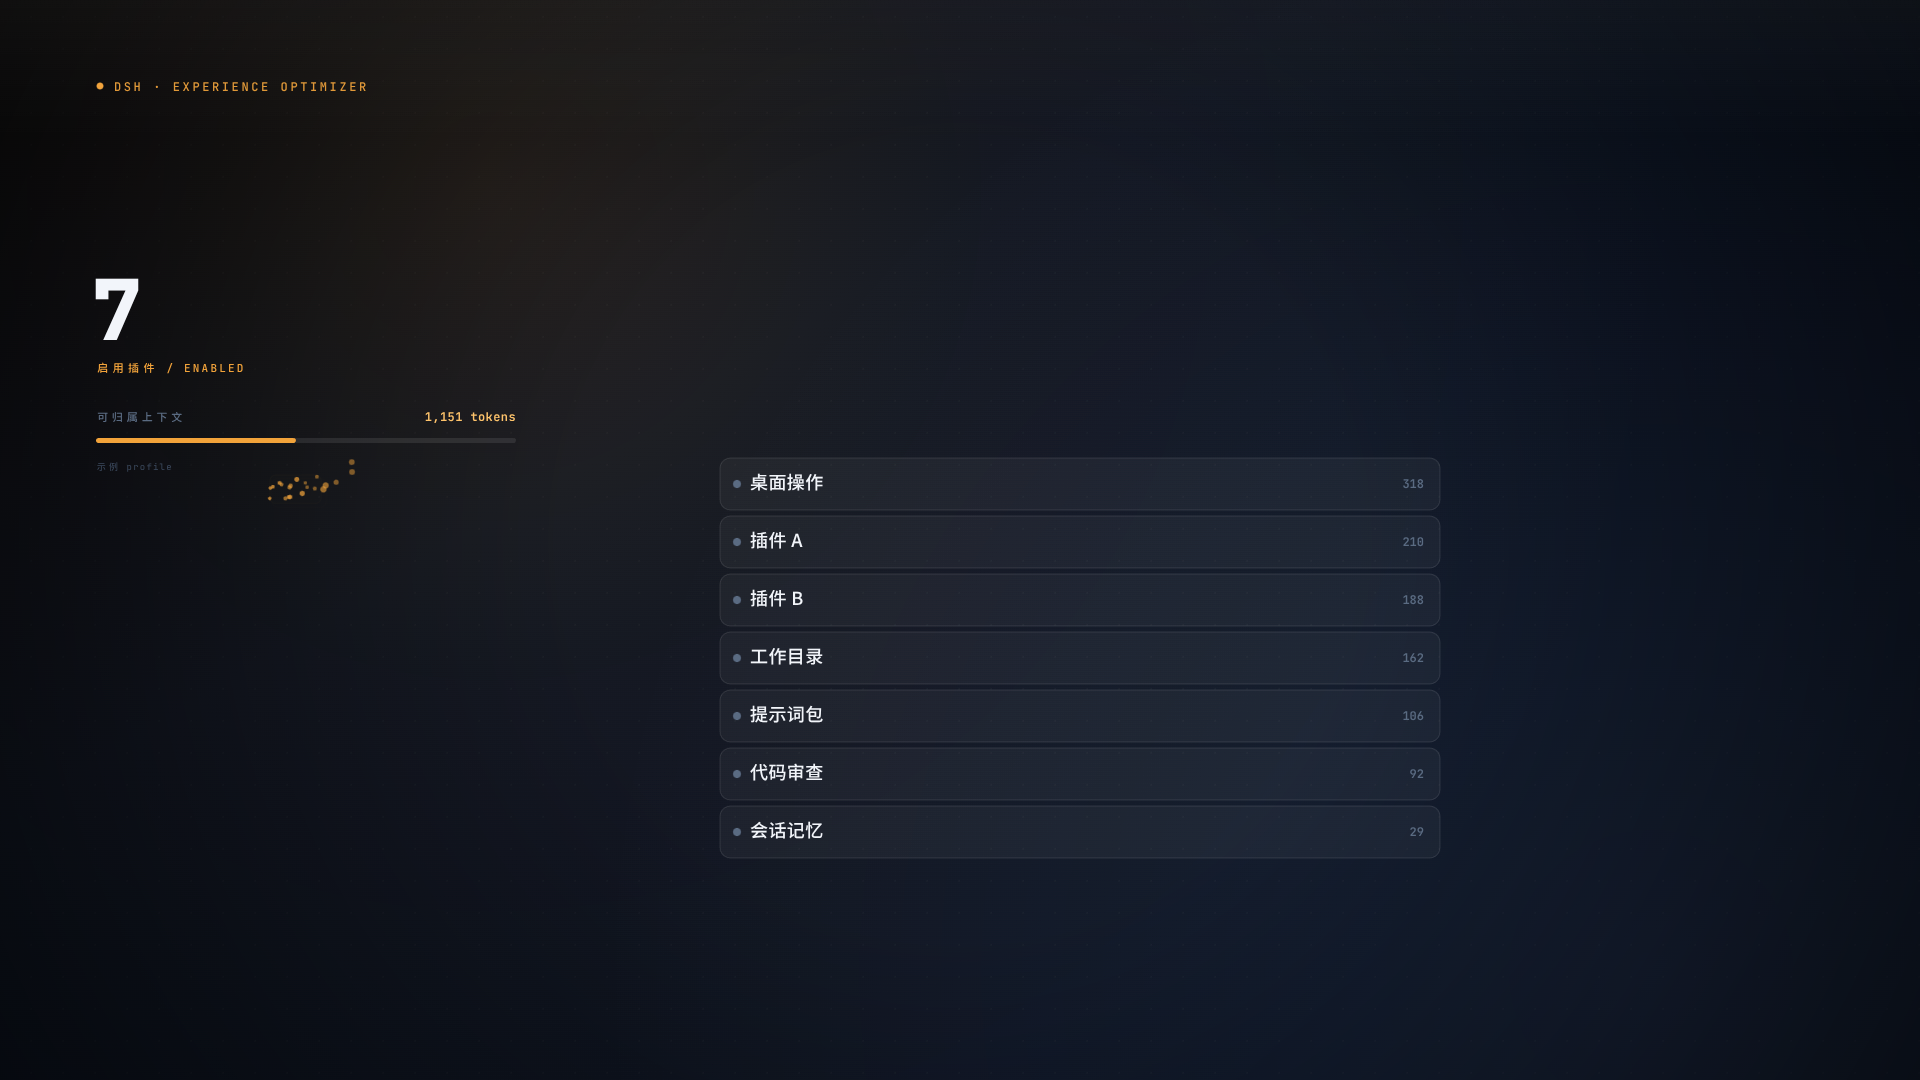 DSH · EXPERIENCE OPTIMIZER
7
启用插件 / ENABLED
可归属上下文 1,151 tokens
示例 profile
桌面操作 318
插件 A 210
插件 B 188
工作目录 162
提示词包 106
代码审查 92
会话记忆 29